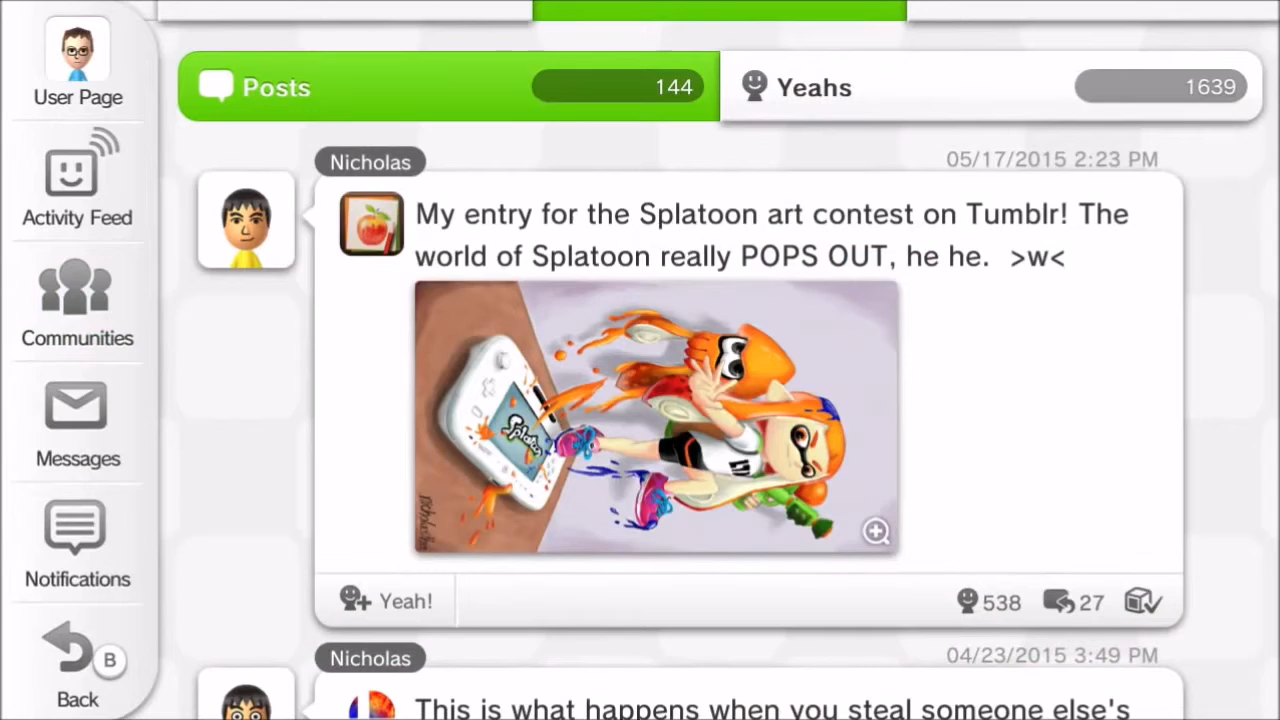 User Page
Activity Feed
Communities
Messages
Notifications
B
Back
Posts 144
Yeahs 1639
Nicholas
05/17/2015 2:23 PM
My entry for the Splatoon art contest on Tumblr! The
world of Splatoon really POPS OUT, he he. >w<
Yeah!
538
27
Nicholas
04/23/2015 3:49 PM
This is what happens when you steal someone else's